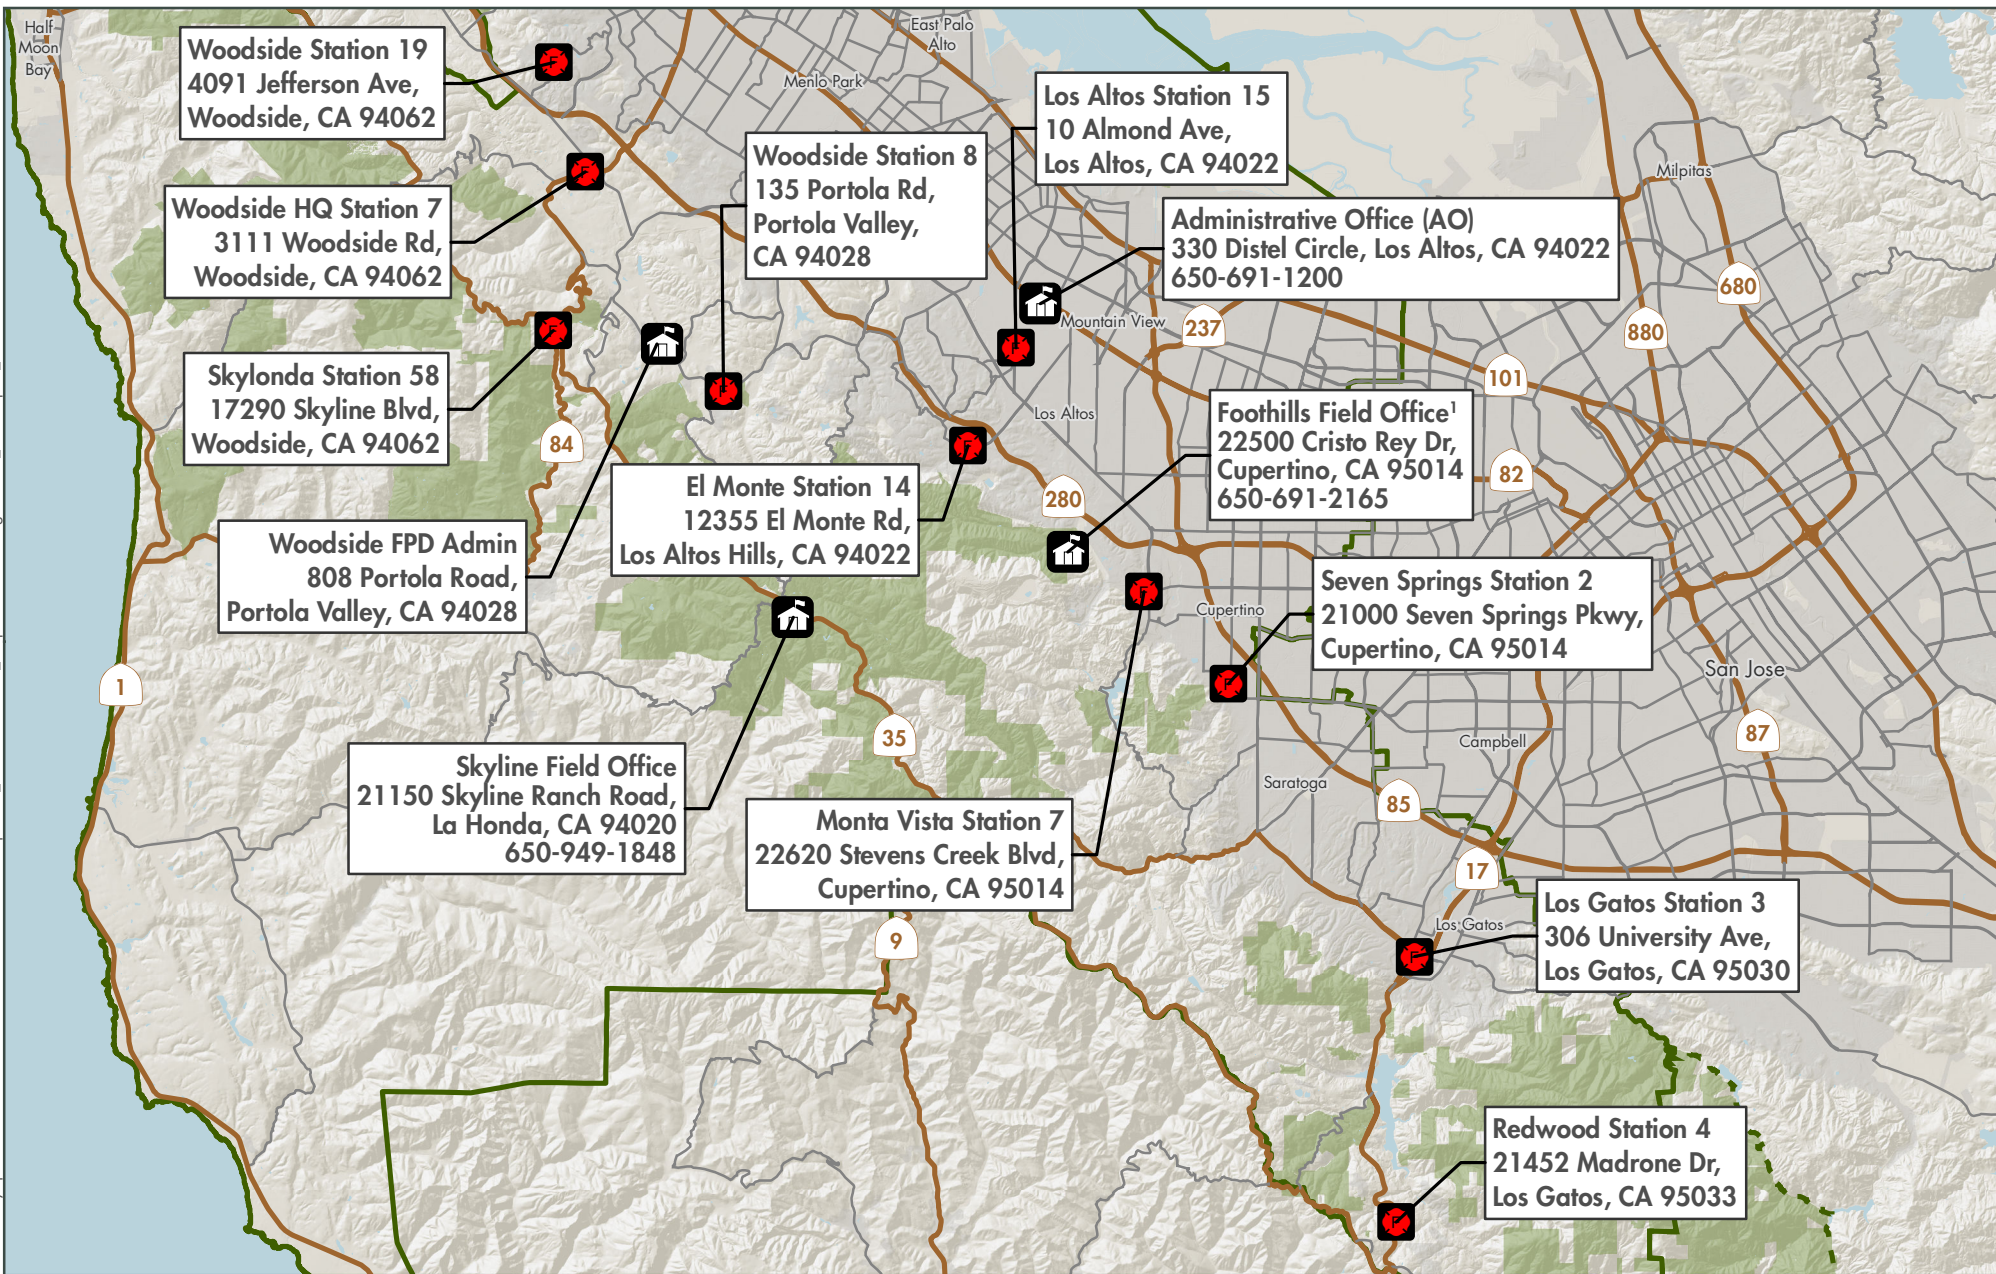 Half
Moon
Bay
East Palo
Alto
Menlo Park
Woodside Station 19
4091 Jefferson Ave,
Woodside, CA 94062
Los Altos Station 15
10 Almond Ave,
Los Altos, CA 94022
Woodside Station 8
135 Portola Rd,
Portola Valley,
CA 94028
Milpitas
Woodside HQ Station 7
3111 Woodside Rd,
Woodside, CA 94062
Administrative Office (AO)
330 Distel Circle, Los Altos, CA 94022
650-691-1200
680
Mountain View
237
880
Skylonda Station 58
17290 Skyline Blvd,
Woodside, CA 94062
101
84
Los Altos
Foothills Field Office¹
22500 Cristo Rey Dr,
Cupertino, CA 95014
650-691-2165
82
El Monte Station 14
12355 El Monte Rd,
Los Altos Hills, CA 94022
280
Woodside FPD Admin
808 Portola Road,
Portola Valley, CA 94028
Seven Springs Station 2
21000 Seven Springs Pkwy,
Cupertino, CA 95014
Cupertino
San Jose
1
35
87
Campbell
Skyline Field Office
21150 Skyline Ranch Road,
La Honda, CA 94020
650-949-1848
Saratoga
85
Monta Vista Station 7
22620 Stevens Creek Blvd,
Cupertino, CA 95014
17
9
Los Gatos
Los Gatos Station 3
306 University Ave,
Los Gatos, CA 95030
Redwood Station 4
21452 Madrone Dr,
Los Gatos, CA 95033
F
F
F
F
F
F
F
F
F
F